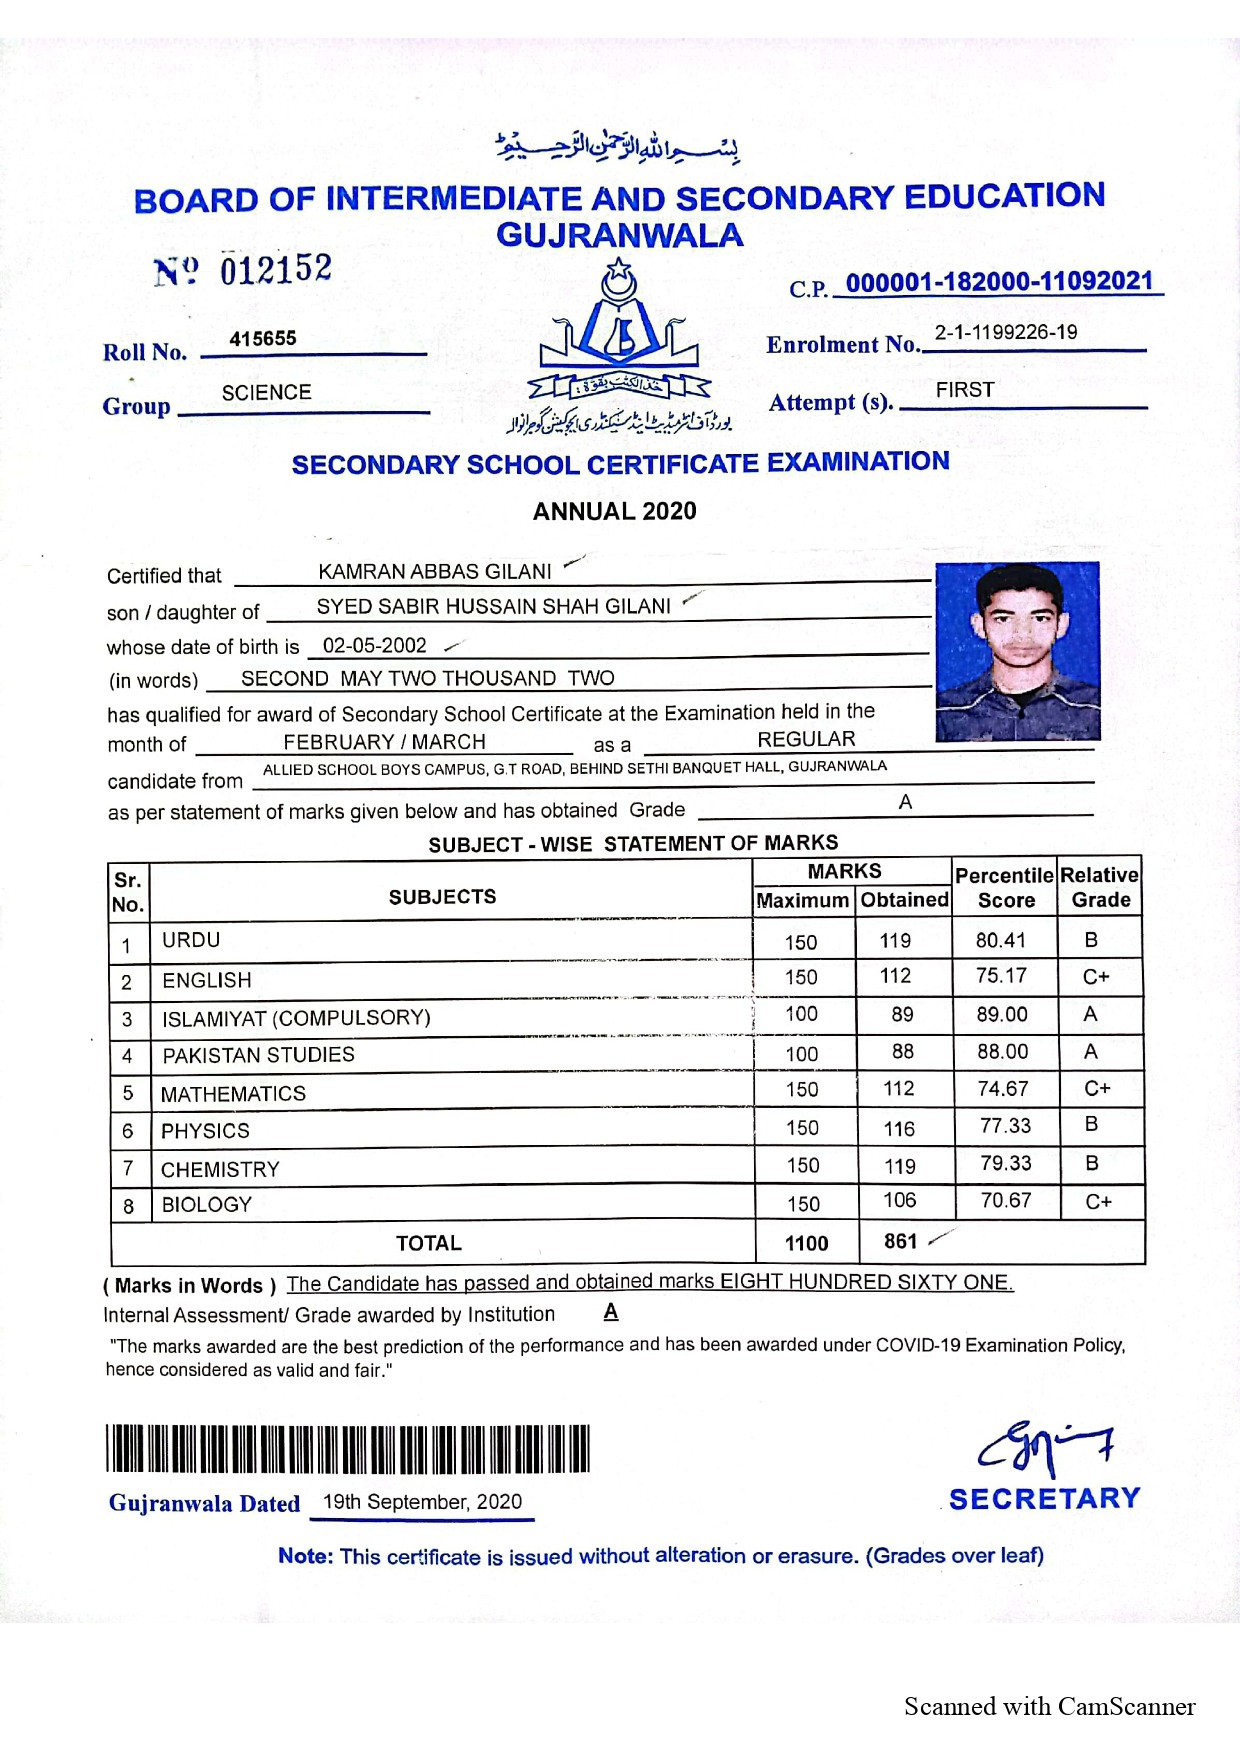 بِسْمِ اللهِ الرَّحْمٰنِ الرَّحِيْمِ
BOARD OF INTERMEDIATE AND SECONDARY EDUCATION
GUJRANWALA
Nº 012152
C.P. 000001-182000-11092021
Roll No. 415655
Enrolment No. 2-1-1199226-19
Group SCIENCE
Attempt (s). FIRST
خذ الكتٰب بقوة
بورڈ آف انٹرمیڈیٹ اینڈ سیکنڈری ایجوکیشن گوجرانوالہ
SECONDARY SCHOOL CERTIFICATE EXAMINATION
ANNUAL 2020
Certified that KAMRAN ABBAS GILANI
son / daughter of SYED SABIR HUSSAIN SHAH GILANI
whose date of birth is 02-05-2002
(in words) SECOND MAY TWO THOUSAND TWO
has qualified for award of Secondary School Certificate at the Examination held in the
month of FEBRUARY / MARCH as a REGULAR
candidate from ALLIED SCHOOL BOYS CAMPUS, G.T ROAD, BEHIND SETHI BANQUET HALL, GUJRANWALA
as per statement of marks given below and has obtained Grade A
SUBJECT - WISE STATEMENT OF MARKS
Sr. No. SUBJECTS MARKS Maximum Obtained Percentile Score Relative Grade
1 URDU 150 119 80.41 B
2 ENGLISH 150 112 75.17 C+
3 ISLAMIYAT (COMPULSORY) 100 89 89.00 A
4 PAKISTAN STUDIES 100 88 88.00 A
5 MATHEMATICS 150 112 74.67 C+
6 PHYSICS 150 116 77.33 B
7 CHEMISTRY 150 119 79.33 B
8 BIOLOGY 150 106 70.67 C+
TOTAL 1100 861
( Marks in Words ) The Candidate has passed and obtained marks EIGHT HUNDRED SIXTY ONE.
Internal Assessment/ Grade awarded by Institution A
"The marks awarded are the best prediction of the performance and has been awarded under COVID-19 Examination Policy,
hence considered as valid and fair."
Gujranwala Dated 19th September, 2020
SECRETARY
Note: This certificate is issued without alteration or erasure. (Grades over leaf)
Scanned with CamScanner